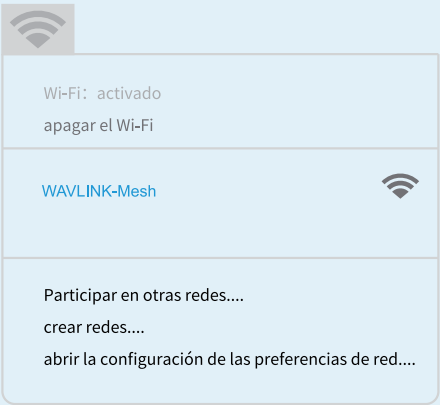 Wi-Fi: activado
apagar el Wi-Fi
WAVLINK-Mesh
Participar en otras redes....
crear redes....
abrir la configuración de las preferencias de red....